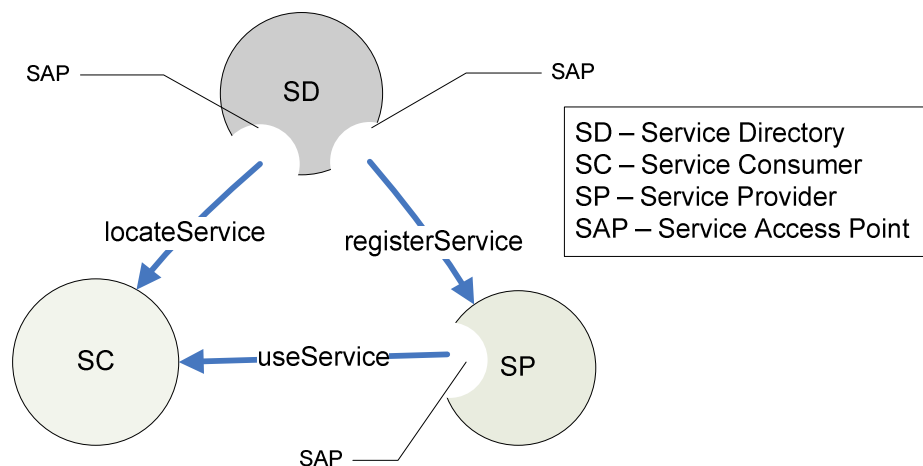 SAP
SD
SAP
SD – Service Directory
SC – Service Consumer
SP – Service Provider
SAP – Service Access Point
locateService
registerService
SC
useService
SP
SAP